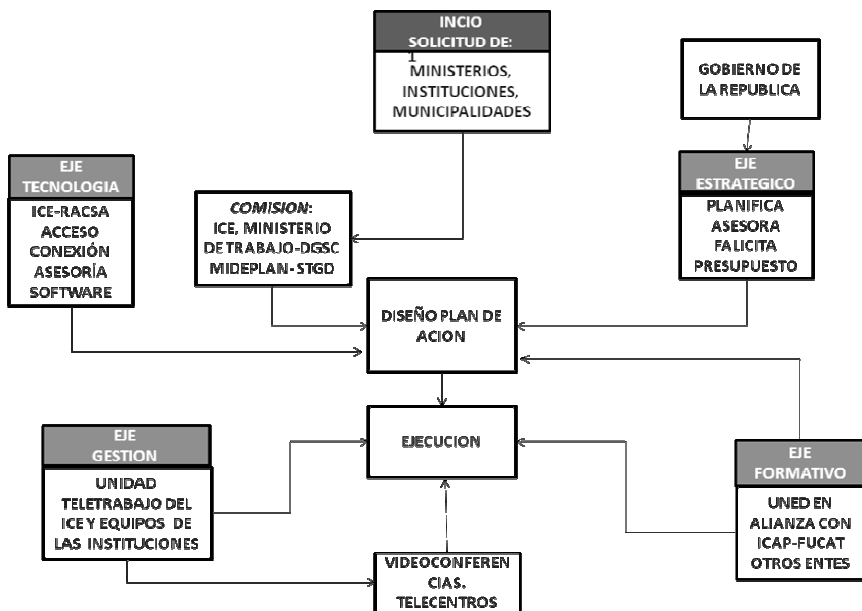 INCIO
SOLICITUD DE:
1
MINISTERIOS,
INSTITUCIONES,
MUNICIPALIDADES
GOBIERNO DE
LA REPUBLICA
EJE
TECNOLOGIA
ICE-RACSA
ACCESO
CONEXIÓN
ASESORÍA
SOFTWARE
COMISION:
ICE, MINISTERIO
DE TRABAJO-DGSC
MIDEPLAN- STGD
EJE
ESTRATEGICO
PLANIFICA
ASESORA
FALICITA
PRESUPUESTO
DISEÑO PLAN DE
ACION
EJE
GESTION
UNIDAD
TELETRABAJO DEL
ICE Y EQUIPOS DE
LAS INSTITUCIONES
EJECUCION
EJE
FORMATIVO
UNED EN
ALIANZA CON
ICAP-FUCAT
OTROS ENTES
VIDEOCONFEREN
CIAS.
TELECENTROS